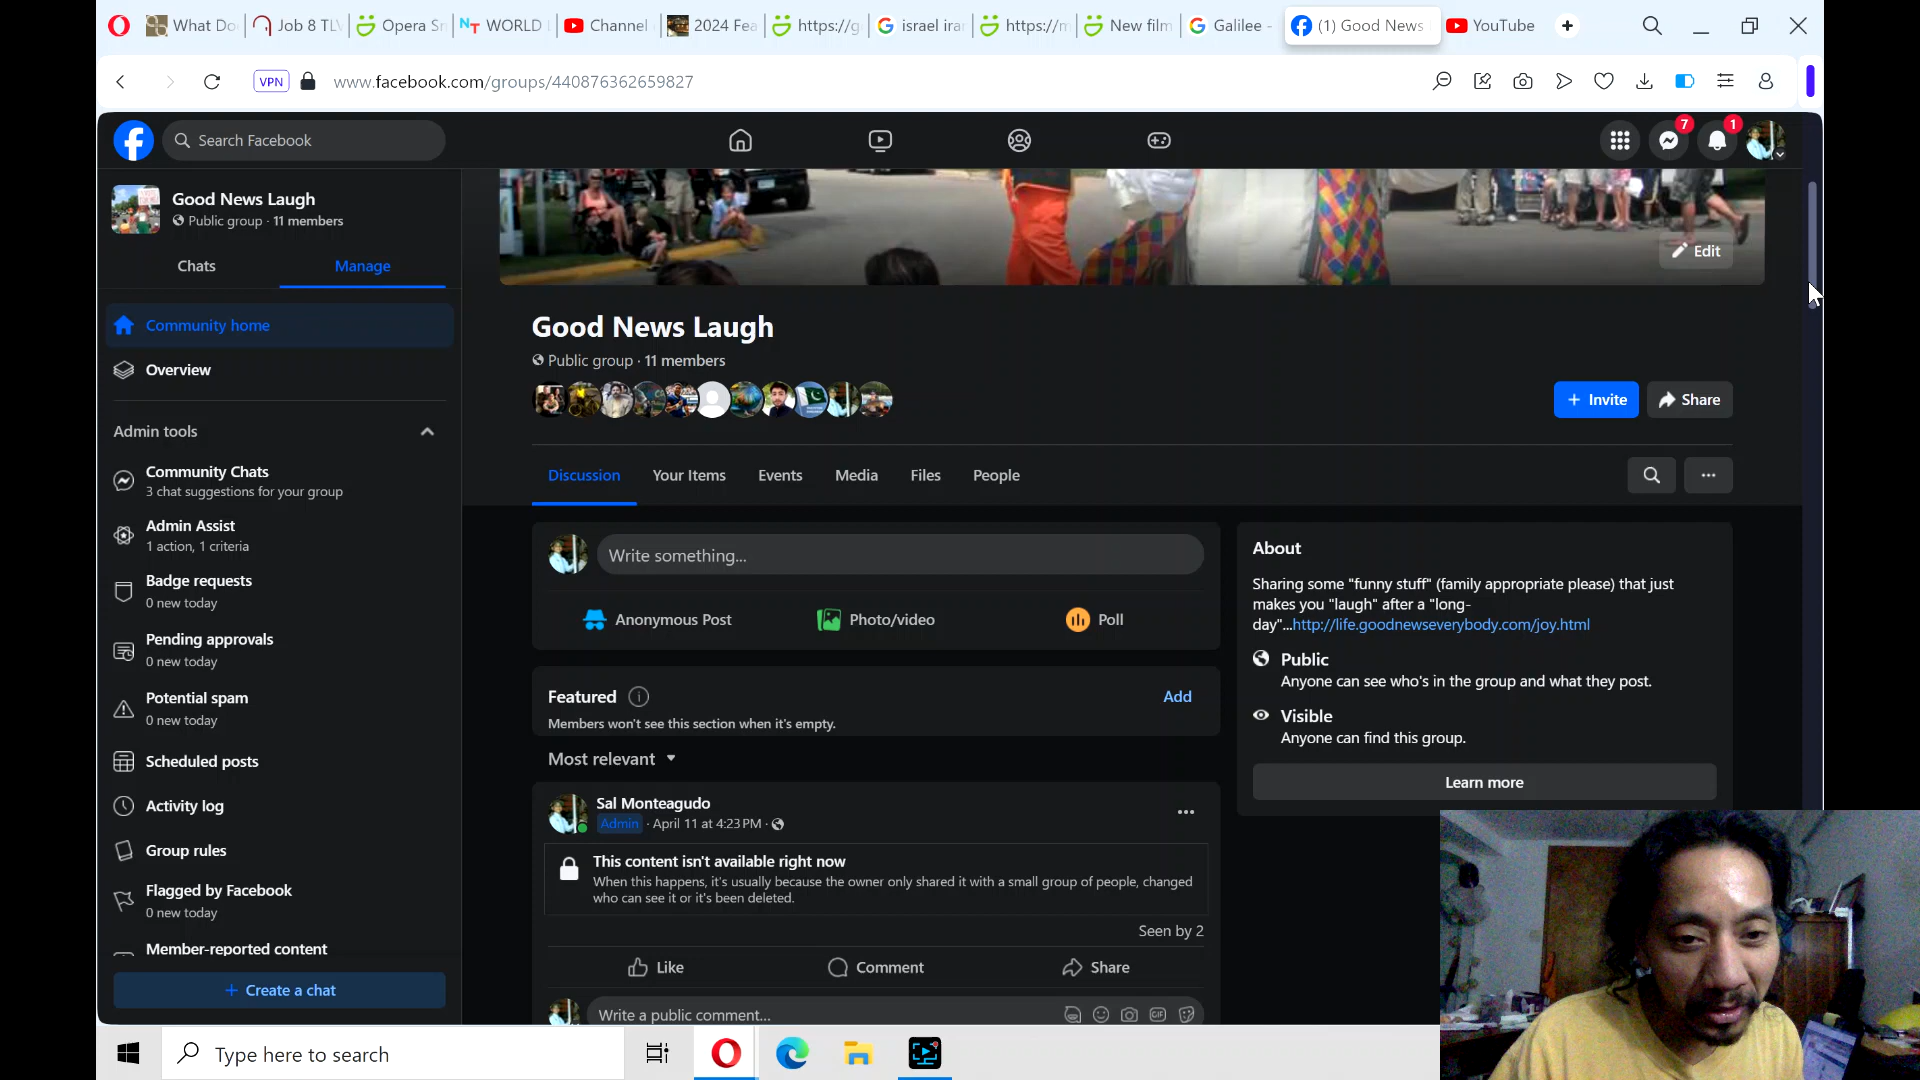 What Do
Job 8 TLV
Opera Sn
WORLD
Channel
2024 Fea
https://g
israel iran
https://m
New film
Galilee -
(1) Good News
YouTube
VPN
www.facebook.com/groups/440876362659827
Search Facebook
7
1
Good News Laugh
Public group · 11 members
Chats
Manage
Community home
Overview
Admin tools
Community Chats
3 chat suggestions for your group
Admin Assist
1 action, 1 criteria
Badge requests
0 new today
Pending approvals
0 new today
Potential spam
0 new today
Scheduled posts
Activity log
Group rules
Flagged by Facebook
0 new today
Member-reported content
+ Create a chat
Edit
Good News Laugh
Public group · 11 members
+ Invite
Share
Discussion
Your Items
Events
Media
Files
People
Write something...
Anonymous Post
Photo/video
Poll
Featured
Add
Members won't see this section when it's empty.
Most relevant
Sal Monteagudo
Admin · April 11 at 4:23 PM ·
This content isn't available right now
When this happens, it's usually because the owner only shared it with a small group of people, changed
who can see it or it's been deleted.
Seen by 2
Like
Comment
Share
Write a public comment...
GIF
About
Sharing some "funny stuff" (family appropriate please) that just
makes you "laugh" after a "long-
day"...http://life.goodnewseverybody.com/joy.html
Public
Anyone can see who's in the group and what they post.
Visible
Anyone can find this group.
Learn more
Type here to search